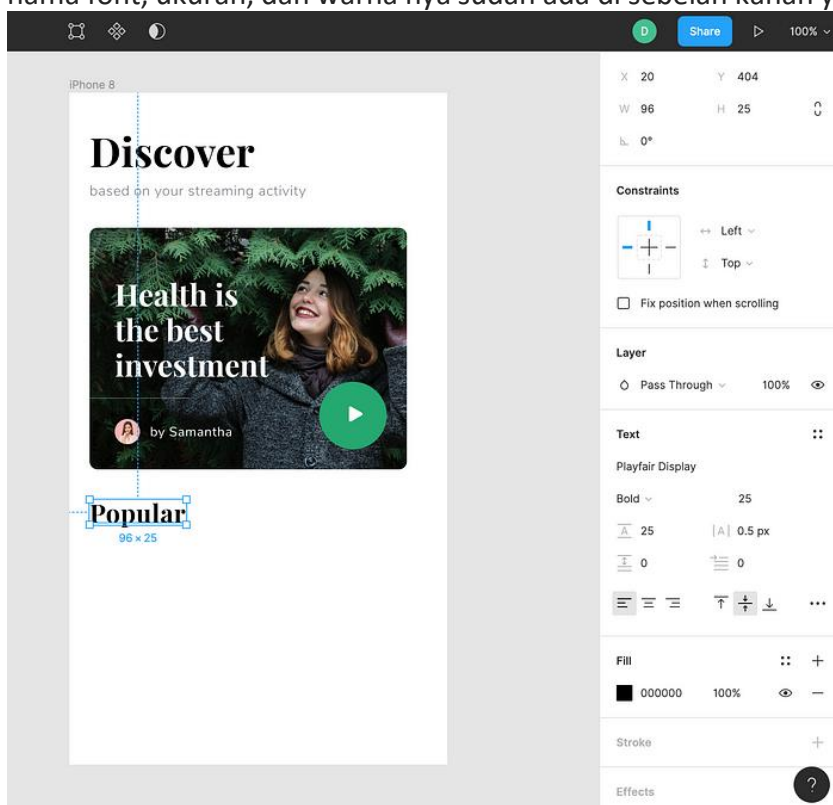 nama font, ukuran, dan warna nya sudah ada di sebelah kanan
D Share 100%
iPhone 8
X 20 Y 404
W 96 H 25
0°
Constraints
Left
Top
Fix position when scrolling
Layer
Pass Through 100%
Text
Playfair Display
Bold 25
A 25 |A| 0.5 px
0 0
Fill
000000 100%
Stroke
Effects
?
Discover
based on your streaming activity
Health is
the best
investment
by Samantha
Popular
96 × 25